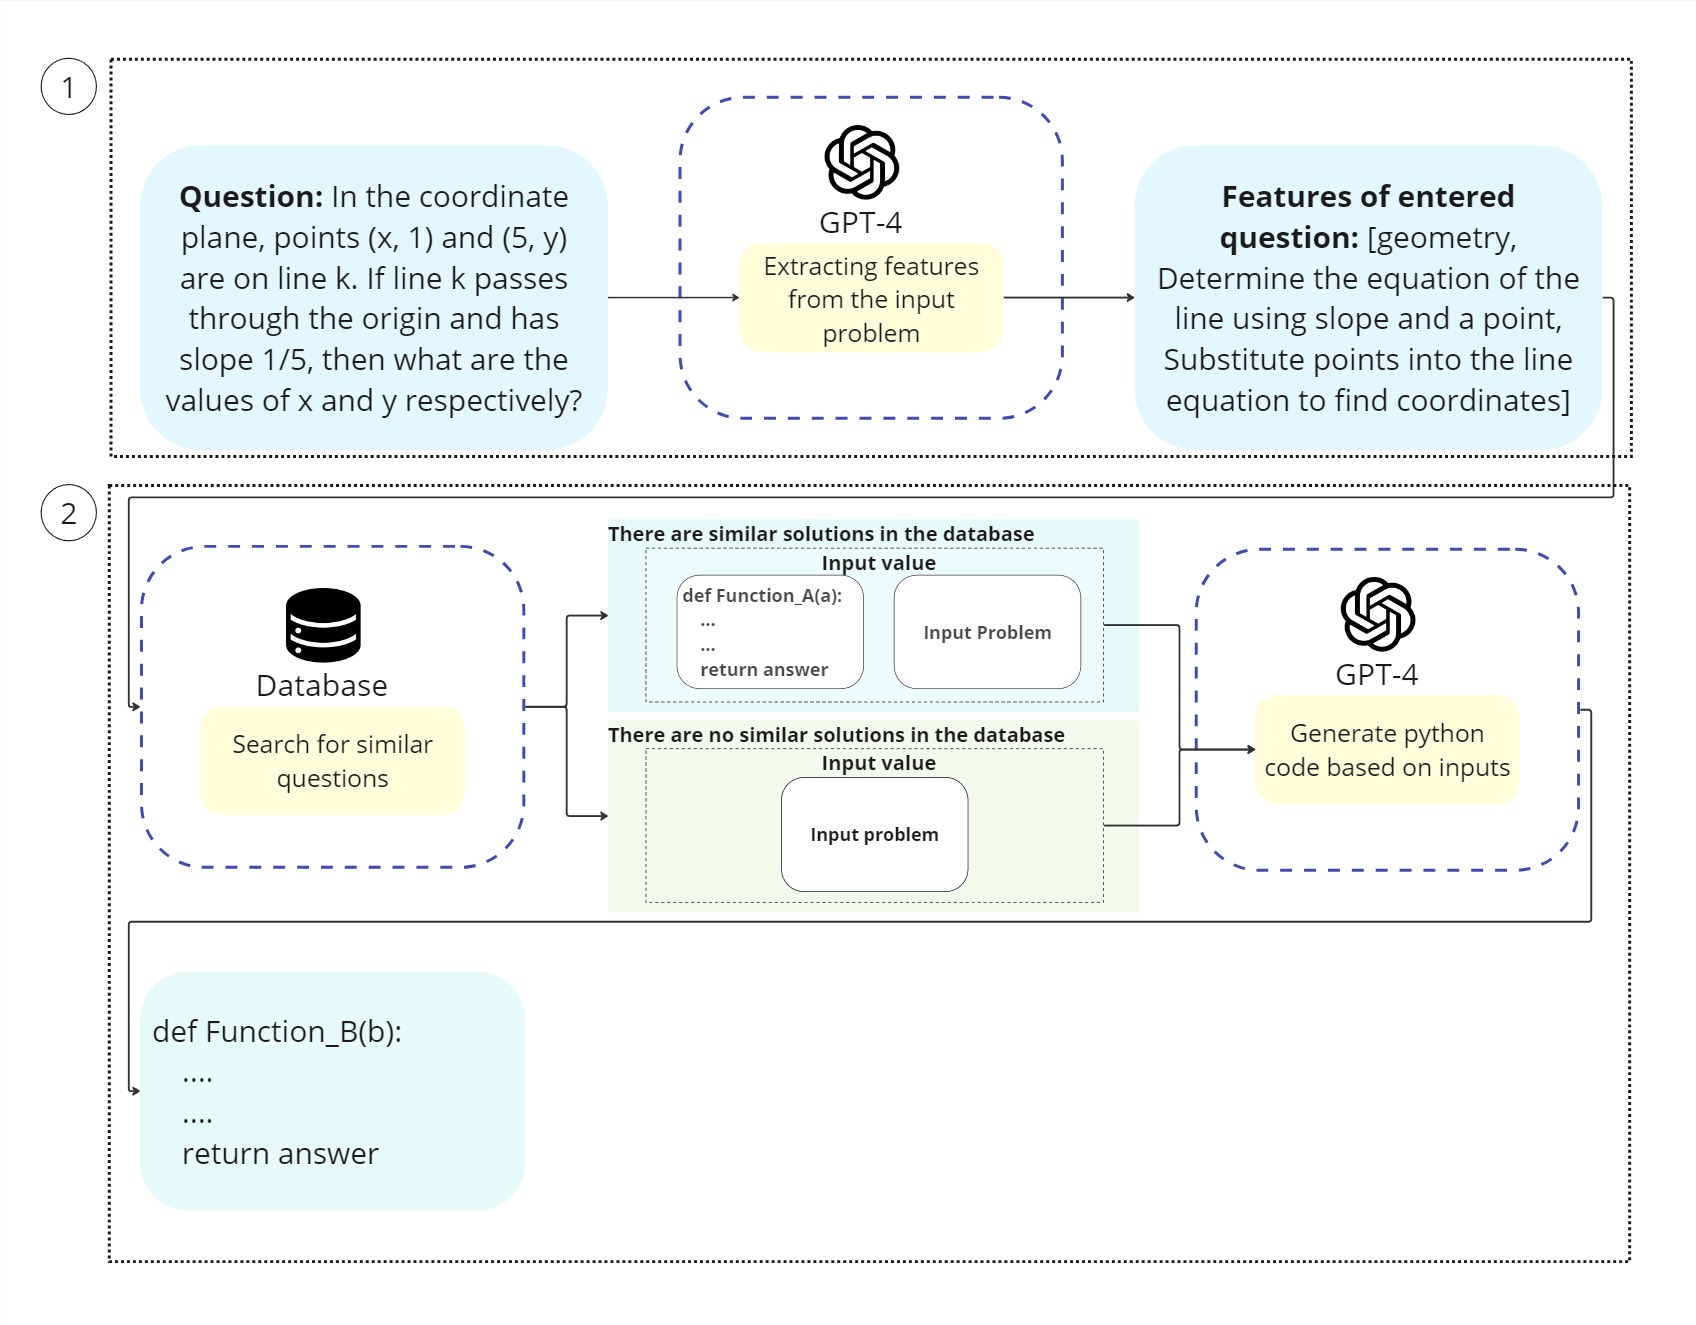 1
Question: In the coordinate
plane, points (x, 1) and (5, y)
are on line k. If line k passes
through the origin and has
slope 1/5, then what are the
values of x and y respectively?
GPT-4
Extracting features
from the input
problem
Features of entered
question: [geometry,
Determine the equation of the
line using slope and a point,
Substitute points into the line
equation to find coordinates]
2
Database
Search for similar
questions
There are similar solutions in the database
Input value
def Function_A(a):
...
...
return answer
Input Problem
There are no similar solutions in the database
Input value
Input problem
GPT-4
Generate python
code based on inputs
def Function_B(b):
....
....
return answer